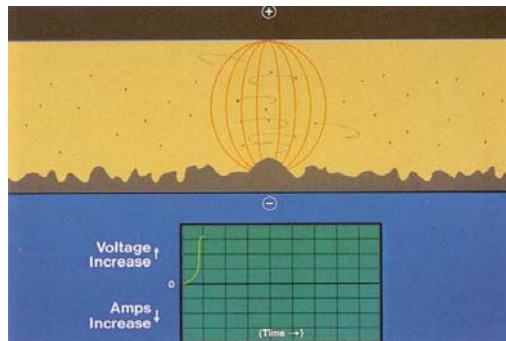 +
−
Voltage
Increase ↑
0
Amps
Increase ↓
(Time →)